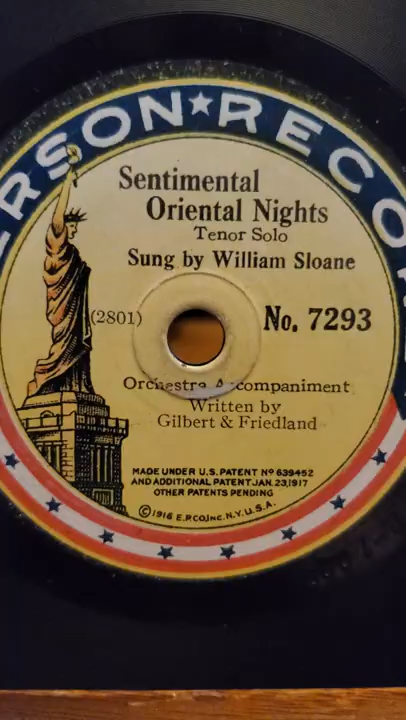 ERSON★RECO
Sentimental
Oriental Nights
Tenor Solo
Sung by William Sloane
(2801)
No. 7293
Orchestra Accompaniment
Written by
Gilbert & Friedland
MADE UNDER U.S. PATENT Nº 639452
AND ADDITIONAL PATENT JAN. 23, 1917
OTHER PATENTS PENDING
©1916 E.P.CO.INC. N.Y. U.S.A.